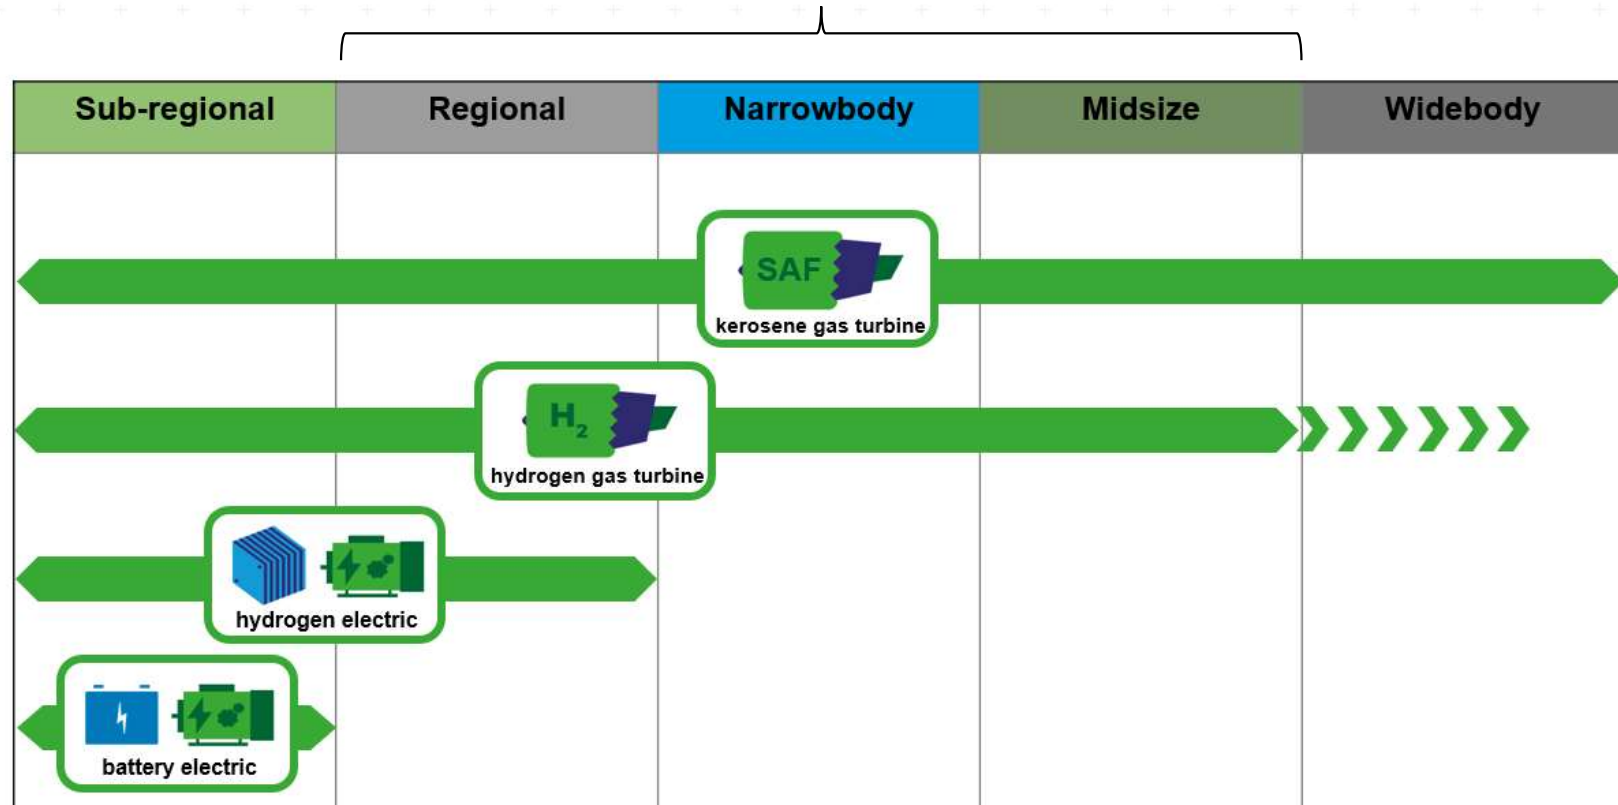 Sub-regional Regional Narrowbody Midsize Widebody
SAF
kerosene gas turbine
H₂
hydrogen gas turbine
hydrogen electric
battery electric